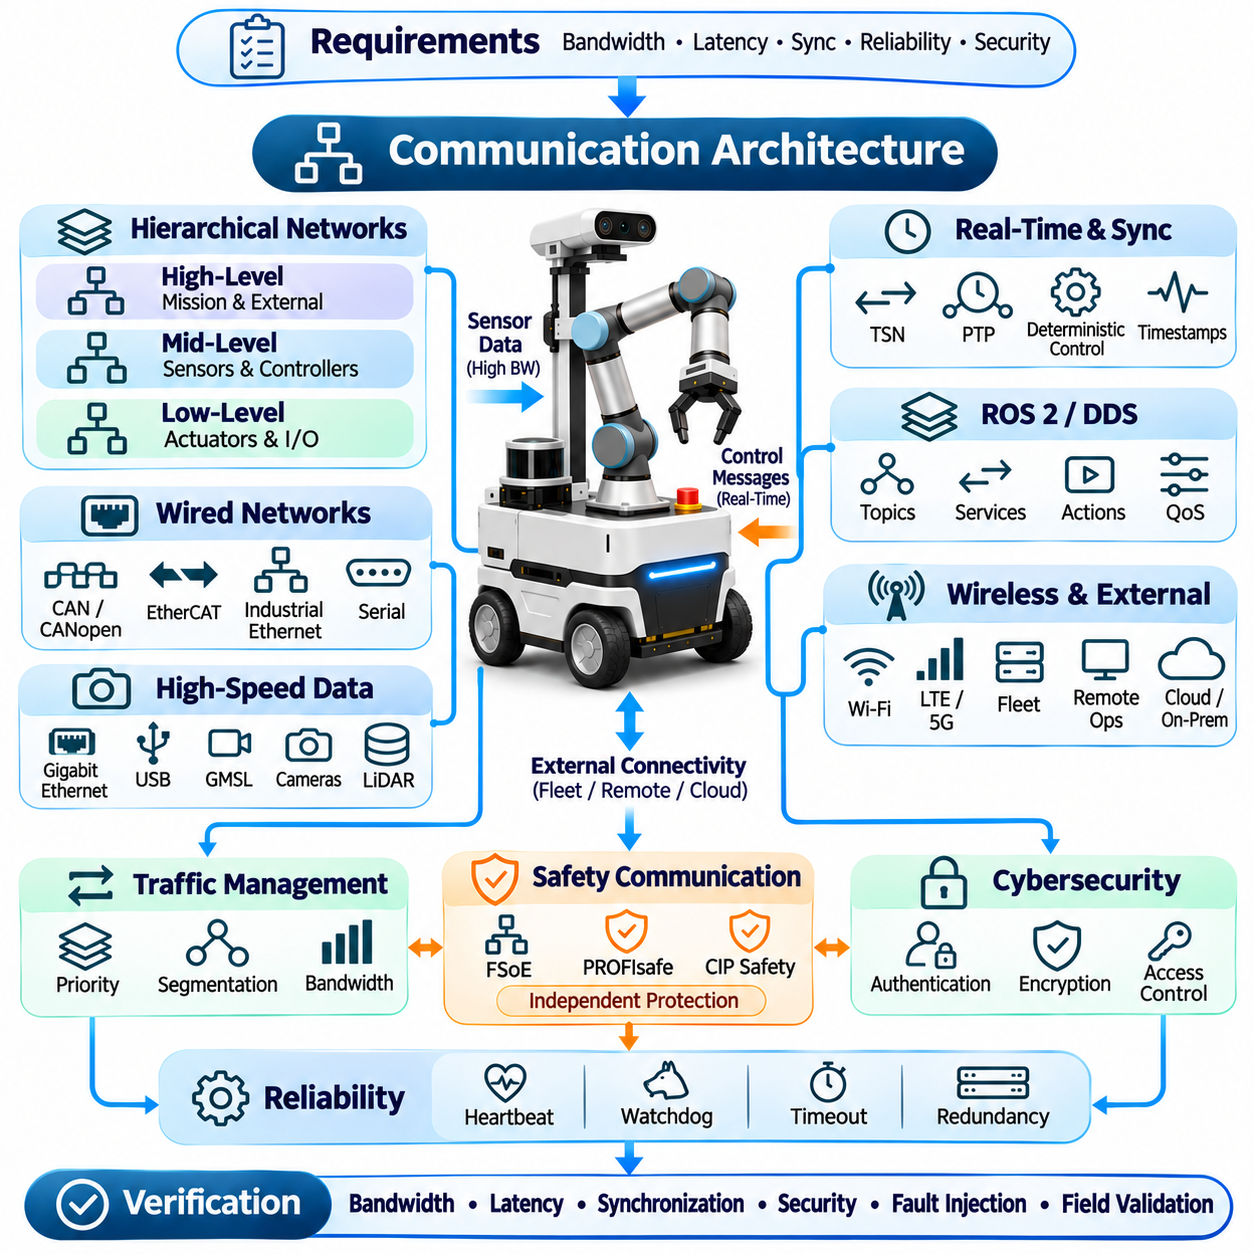 Requirements Bandwidth • Latency • Sync • Reliability • Security
Communication Architecture
Hierarchical Networks
High-Level
Mission & External
Mid-Level
Sensors & Controllers
Low-Level
Actuators & I/O
Wired Networks
CAN /
CANopen
EtherCAT
Industrial
Ethernet
Serial
High-Speed Data
Gigabit
Ethernet
USB
GMSL
Cameras
LiDAR
Sensor
Data
(High BW)
Control
Messages
(Real-Time)
External Connectivity
(Fleet / Remote / Cloud)
Real-Time & Sync
TSN
PTP
Deterministic
Control
Timestamps
ROS 2 / DDS
Topics
Services
Actions
QoS
Wireless & External
Wi-Fi
LTE /
5G
Fleet
Remote
Ops
Cloud /
On-Prem
Traffic Management
Priority
Segmentation
Bandwidth
Safety Communication
FSoE
PROFIsafe
CIP Safety
Independent Protection
Cybersecurity
Authentication
Encryption
Access
Control
Reliability
Heartbeat
Watchdog
Timeout
Redundancy
Verification
Bandwidth • Latency • Synchronization • Security • Fault Injection • Field Validation